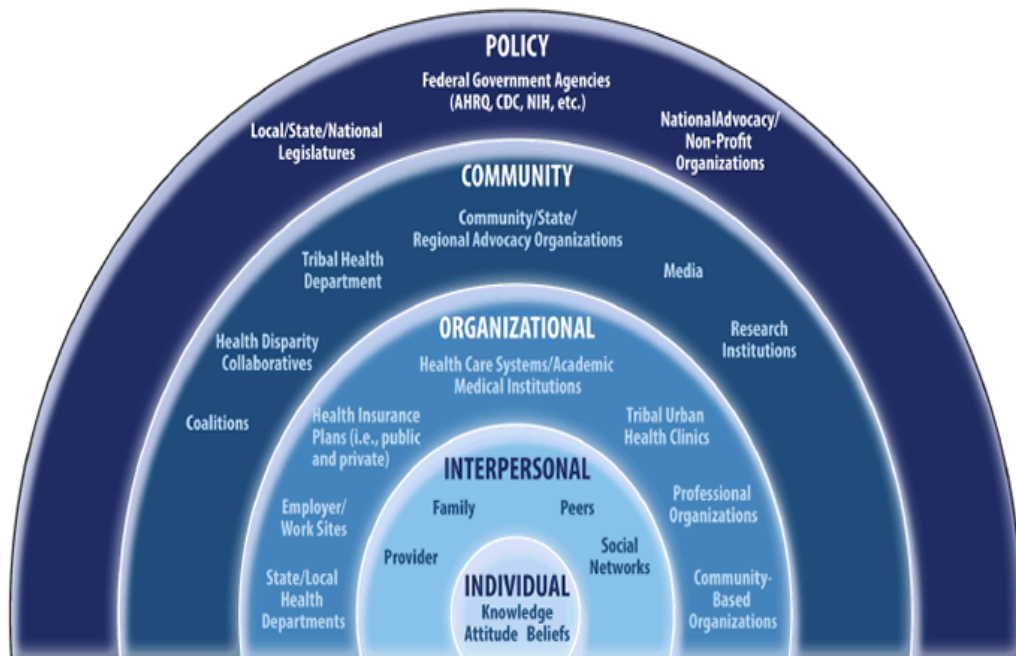 POLICY
Federal Government Agencies
(AHRQ, CDC, NIH, etc.)
Local/State/National
Legislatures
NationalAdvocacy/
Non-Profit
Organizations
COMMUNITY
Community/State/
Regional Advocacy Organizations
Tribal Health
Department
Media
Health Disparity
Collaboratives
Research
Institutions
Coalitions
ORGANIZATIONAL
Health Care Systems/Academic
Medical Institutions
Health Insurance
Plans (i.e., public
and private)
Tribal Urban
Health Clinics
Employer/
Work Sites
Professional
Organizations
State/Local
Health
Departments
Community-
Based
Organizations
INTERPERSONAL
Family
Peers
Provider
Social
Networks
INDIVIDUAL
Knowledge
Attitude Beliefs